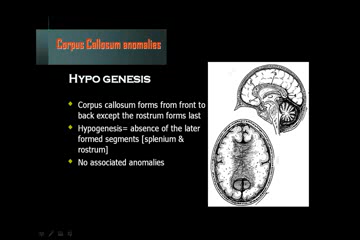 Corpus Callosum anomalies
HYPO GENESIS
Corpus callosum forms from front to
back except the rostrum forms last
Hypogenesis= absence of the later
formed segments [splenium &
rostrum]
No associated anomalies